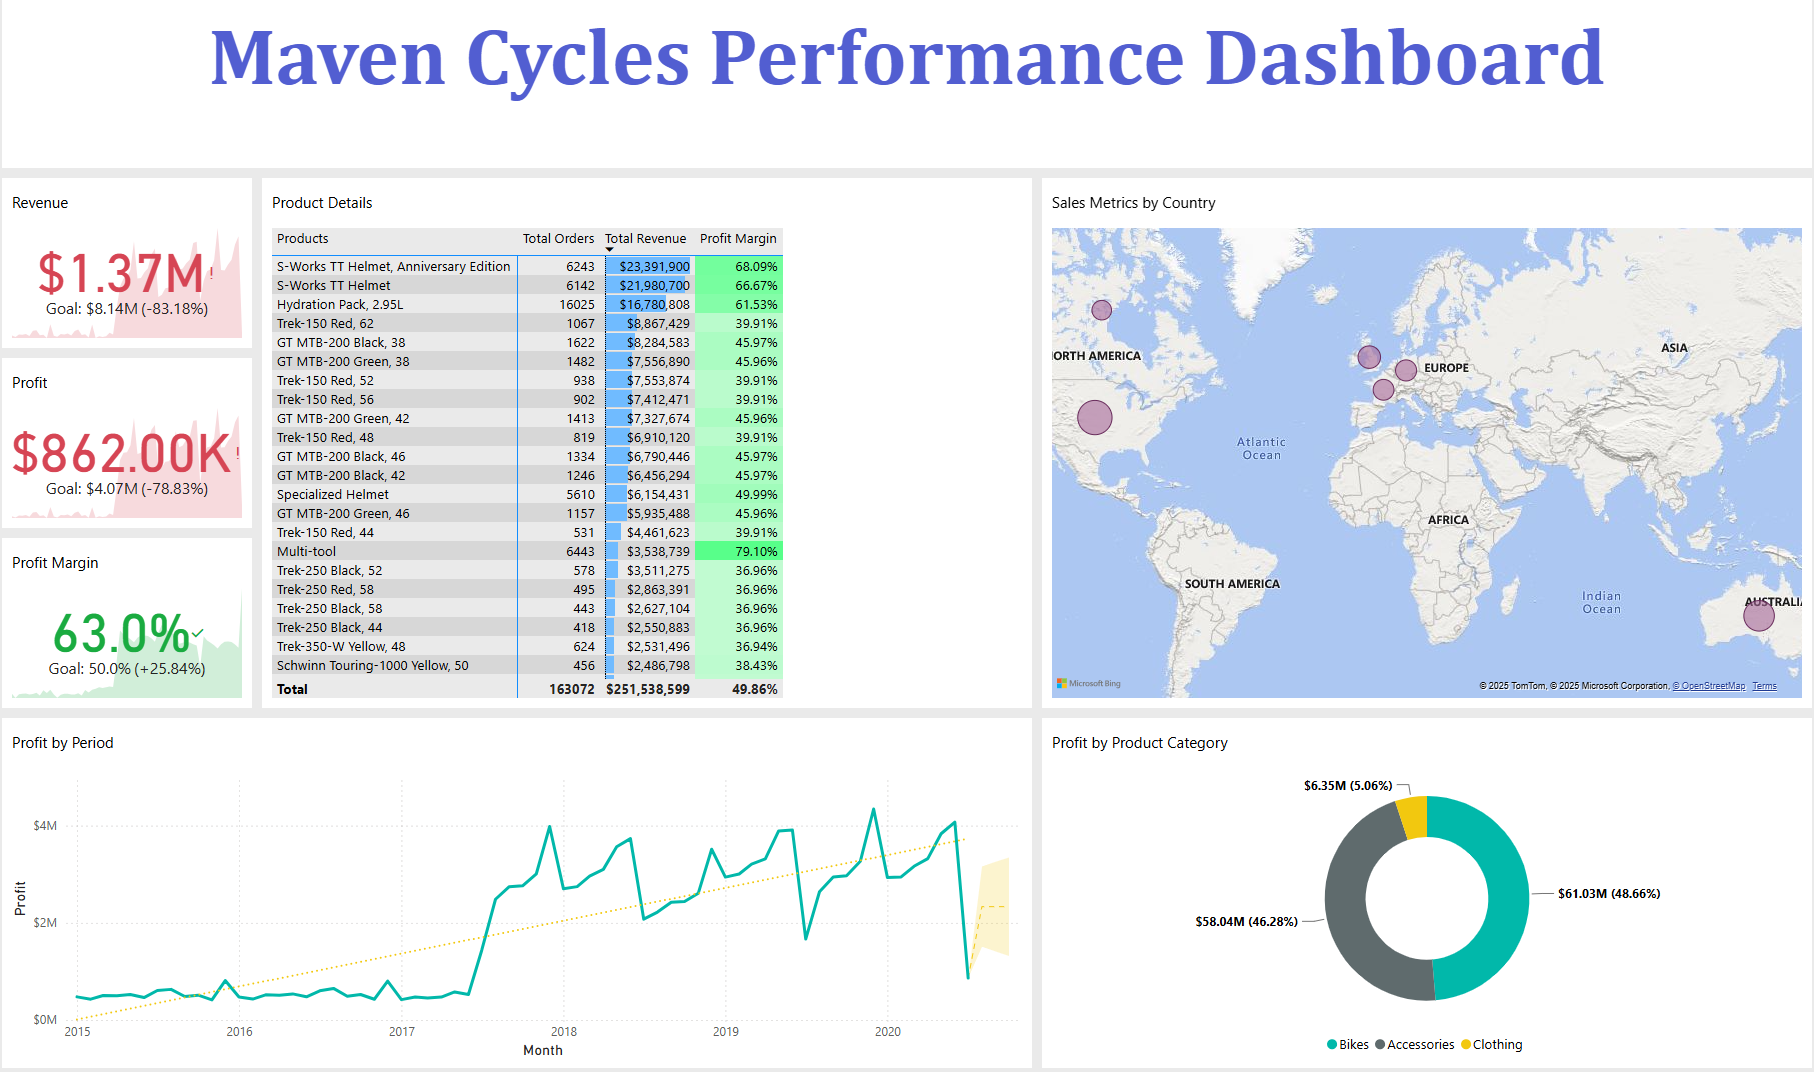 Maven Cycles Performance Dashboard
Revenue
$1.37M!
Goal: $8.14M (-83.18%)
Profit
$862.00K!
Goal: $4.07M (-78.83%)
Profit Margin
63.0%✓
Goal: 50.0% (+25.84%)
Product Details
Products Total Orders Total Revenue Profit Margin
S-Works TT Helmet, Anniversary Edition 6243 $23,391,900 68.09%
S-Works TT Helmet 6142 $21,980,700 66.67%
Hydration Pack, 2.95L 16025 $16,780,808 61.53%
Trek-150 Red, 62 1067 $8,867,429 39.91%
GT MTB-200 Black, 38 1622 $8,284,583 45.97%
GT MTB-200 Green, 38 1482 $7,556,890 45.96%
Trek-150 Red, 52 938 $7,553,874 39.91%
Trek-150 Red, 56 902 $7,412,471 39.91%
GT MTB-200 Green, 42 1413 $7,327,674 45.96%
Trek-150 Red, 48 819 $6,910,120 39.91%
GT MTB-200 Black, 46 1334 $6,790,446 45.97%
GT MTB-200 Black, 42 1246 $6,456,294 45.97%
Specialized Helmet 5610 $6,154,431 49.99%
GT MTB-200 Green, 46 1157 $5,935,488 45.96%
Trek-150 Red, 44 531 $4,461,623 39.91%
Multi-tool 6443 $3,538,739 79.10%
Trek-250 Black, 52 578 $3,511,275 36.96%
Trek-250 Red, 58 495 $2,863,391 36.96%
Trek-250 Black, 58 443 $2,627,104 36.96%
Trek-250 Black, 44 418 $2,550,883 36.96%
Trek-350-W Yellow, 48 624 $2,531,496 36.94%
Schwinn Touring-1000 Yellow, 50 456 $2,486,798 38.43%
Total 163072 $251,538,599 49.86%
Sales Metrics by Country
ORTH AMERICA
EUROPE
ASIA
Atlantic
Ocean
AFRICA
SOUTH AMERICA
Indian
Ocean
AUSTRALIA
Microsoft Bing
© 2025 TomTom, © 2025 Microsoft Corporation, © OpenStreetMap Terms
Profit by Period
Profit
$4M
$2M
$0M
2015 2016 2017 2018 2019 2020
Month
Profit by Product Category
$6.35M (5.06%)
$61.03M (48.66%)
$58.04M (46.28%)
Bikes Accessories Clothing